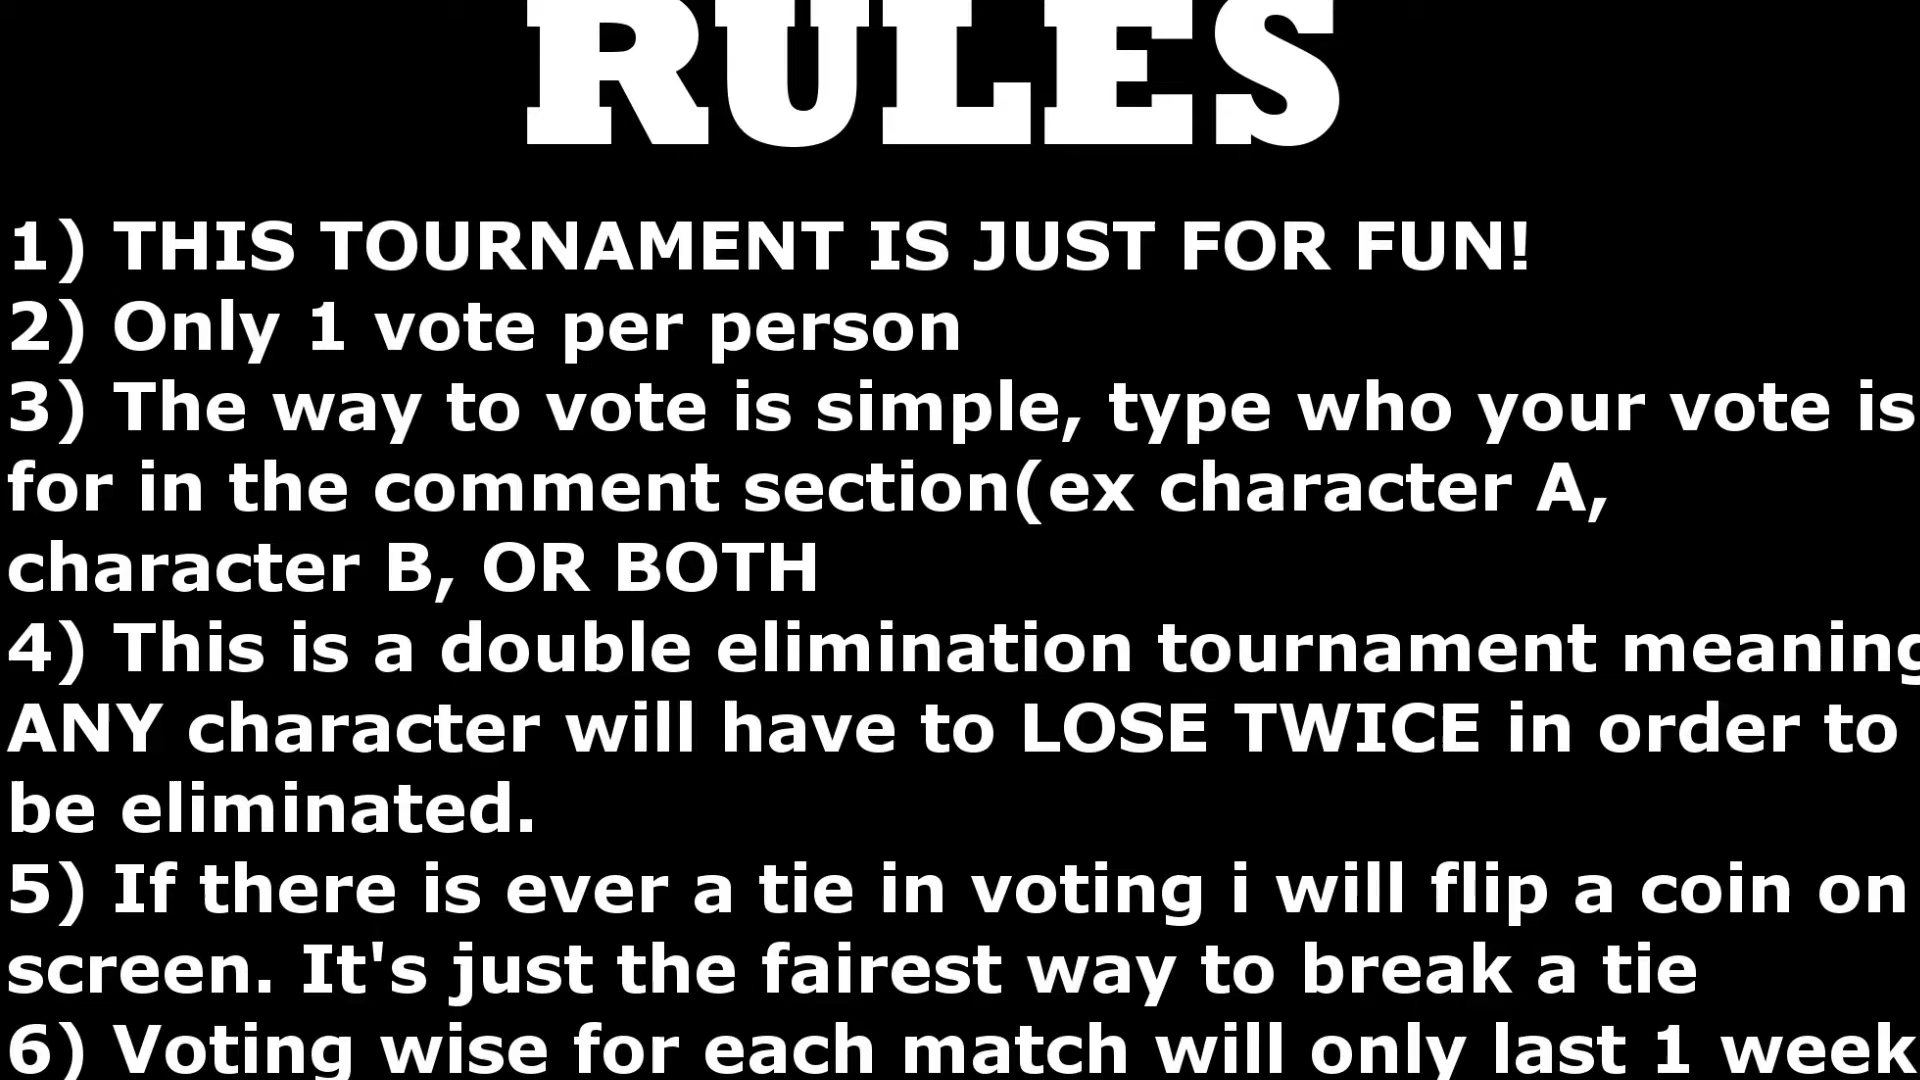 RULES
1) THIS TOURNAMENT IS JUST FOR FUN!
2) Only 1 vote per person
3) The way to vote is simple, type who your vote is
for in the comment section(ex character A,
character B, OR BOTH
4) This is a double elimination tournament meaning
ANY character will have to LOSE TWICE in order to
be eliminated.
5) If there is ever a tie in voting i will flip a coin on
screen. It's just the fairest way to break a tie
6) Voting wise for each match will only last 1 week